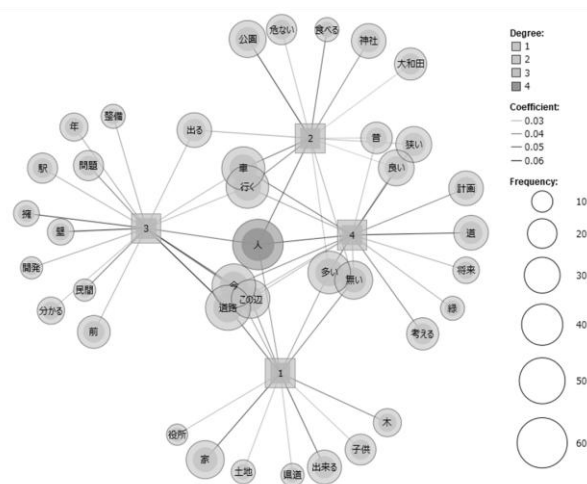 公園
危ない
食べる
神社
大和田
2
出る
昔
狭い
良い
車
行く
整備
年
問題
駅
擁
壁
開発
民間
分かる
前
3
人
4
計画
道
将来
緑
考える
多い
無い
今
この辺
道路
1
役所
家
土地
県道
出来る
子供
木
Degree:
1
2
3
4
Coefficient:
0.03
0.04
0.05
0.06
Frequency:
10
20
30
40
50
60